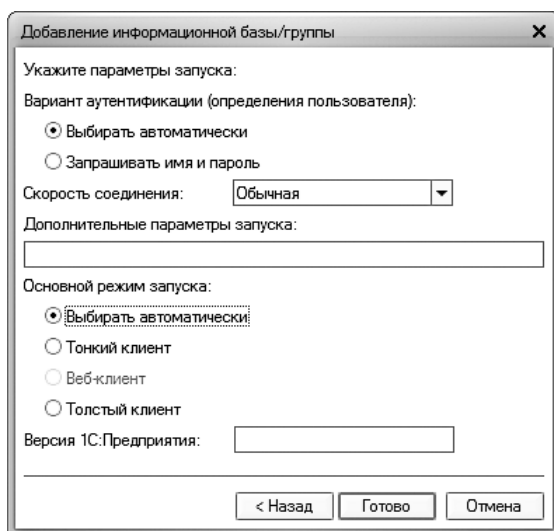 Добавление информационной базы/группы
Укажите параметры запуска:
Вариант аутентификации (определения пользователя):
Выбирать автоматически
Запрашивать имя и пароль
Скорость соединения: Обычная
Дополнительные параметры запуска:
Основной режим запуска:
Выбирать автоматически
Тонкий клиент
Веб-клиент
Толстый клиент
Версия 1С:Предприятия:
< Назад Готово Отмена